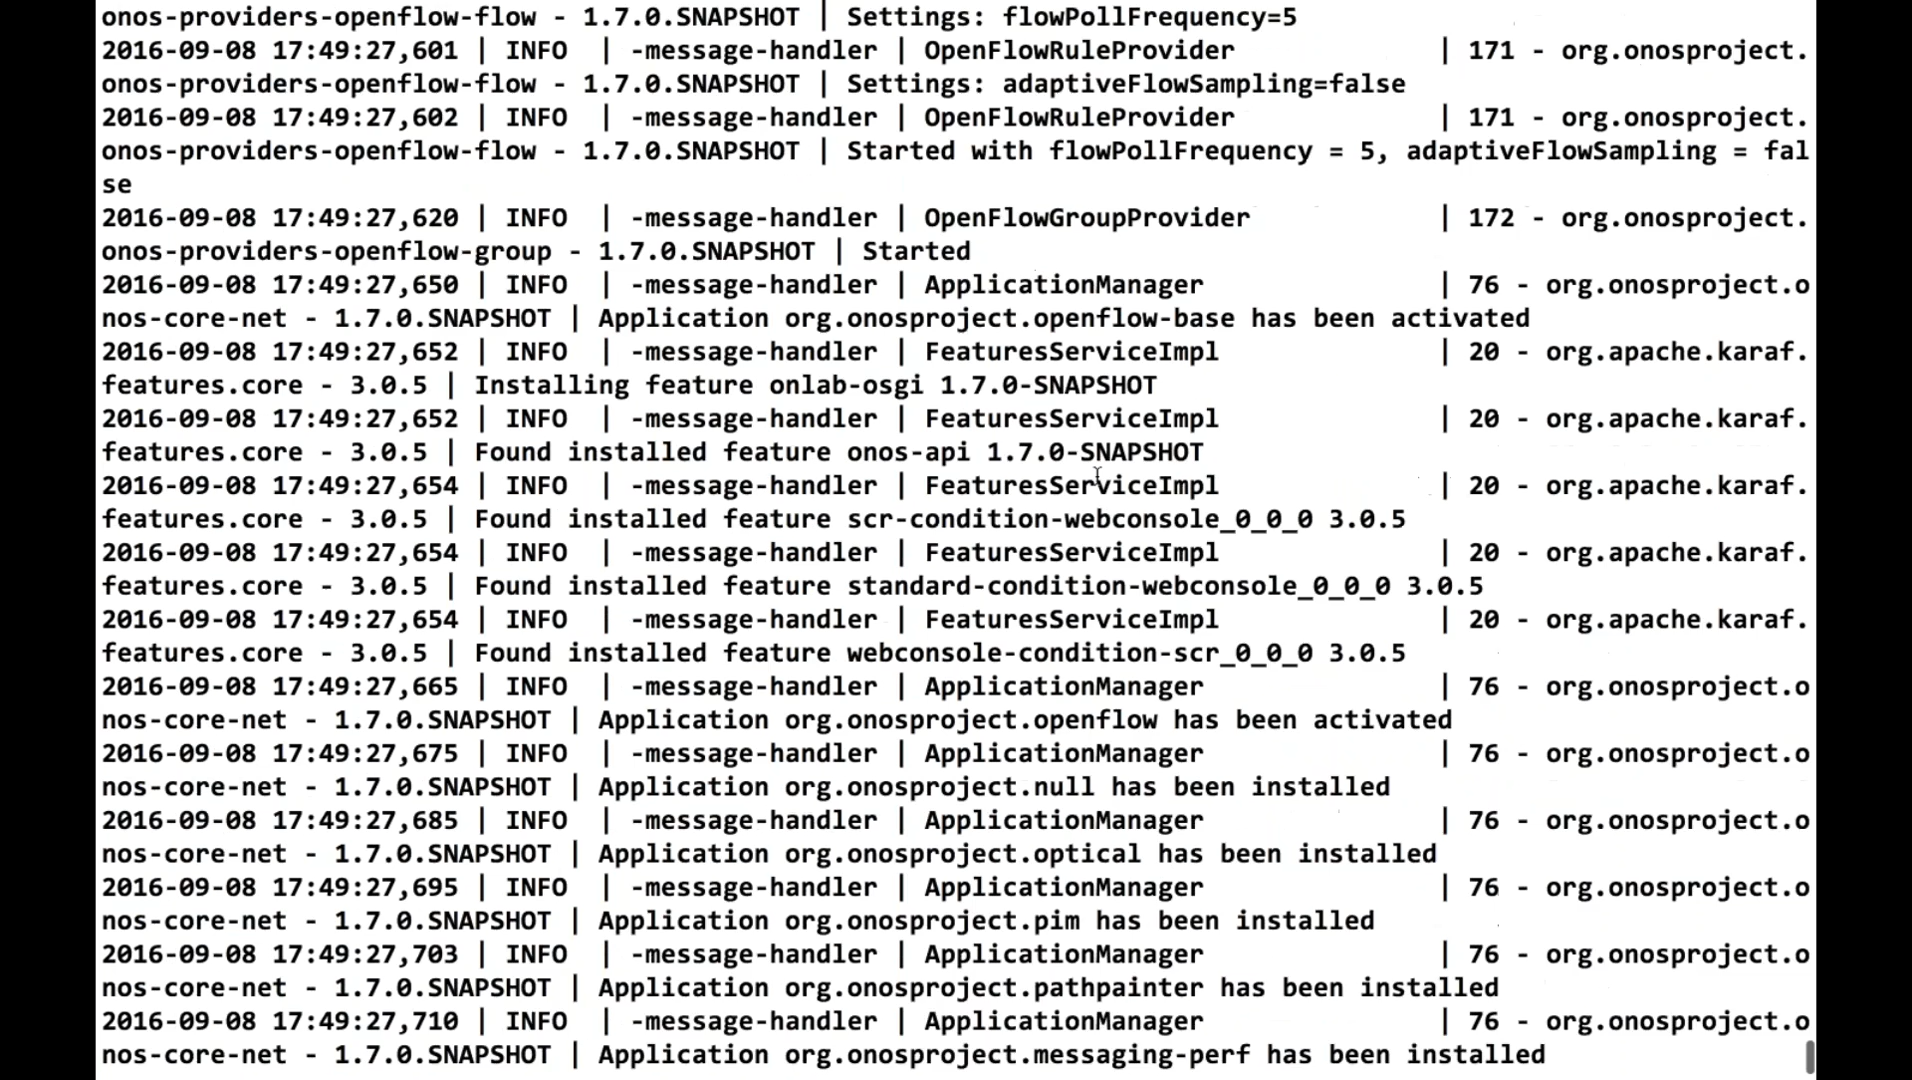 onos-providers-openflow-flow - 1.7.0.SNAPSHOT | Settings: flowPollFrequency=5
2016-09-08 17:49:27,601 | INFO  | -message-handler | OpenFlowRuleProvider             | 171 - org.onosproject.
onos-providers-openflow-flow - 1.7.0.SNAPSHOT | Settings: adaptiveFlowSampling=false
2016-09-08 17:49:27,602 | INFO  | -message-handler | OpenFlowRuleProvider             | 171 - org.onosproject.
onos-providers-openflow-flow - 1.7.0.SNAPSHOT | Started with flowPollFrequency = 5, adaptiveFlowSampling = fal
se
2016-09-08 17:49:27,620 | INFO  | -message-handler | OpenFlowGroupProvider            | 172 - org.onosproject.
onos-providers-openflow-group - 1.7.0.SNAPSHOT | Started
2016-09-08 17:49:27,650 | INFO  | -message-handler | ApplicationManager               | 76 - org.onosproject.o
nos-core-net - 1.7.0.SNAPSHOT | Application org.onosproject.openflow-base has been activated
2016-09-08 17:49:27,652 | INFO  | -message-handler | FeaturesServiceImpl              | 20 - org.apache.karaf.
features.core - 3.0.5 | Installing feature onlab-osgi 1.7.0-SNAPSHOT
2016-09-08 17:49:27,652 | INFO  | -message-handler | FeaturesServiceImpl              | 20 - org.apache.karaf.
features.core - 3.0.5 | Found installed feature onos-api 1.7.0-SNAPSHOT
2016-09-08 17:49:27,654 | INFO  | -message-handler | FeaturesServiceImpl              | 20 - org.apache.karaf.
features.core - 3.0.5 | Found installed feature scr-condition-webconsole_0_0_0 3.0.5
2016-09-08 17:49:27,654 | INFO  | -message-handler | FeaturesServiceImpl              | 20 - org.apache.karaf.
features.core - 3.0.5 | Found installed feature standard-condition-webconsole_0_0_0 3.0.5
2016-09-08 17:49:27,654 | INFO  | -message-handler | FeaturesServiceImpl              | 20 - org.apache.karaf.
features.core - 3.0.5 | Found installed feature webconsole-condition-scr_0_0_0 3.0.5
2016-09-08 17:49:27,665 | INFO  | -message-handler | ApplicationManager               | 76 - org.onosproject.o
nos-core-net - 1.7.0.SNAPSHOT | Application org.onosproject.openflow has been activated
2016-09-08 17:49:27,675 | INFO  | -message-handler | ApplicationManager               | 76 - org.onosproject.o
nos-core-net - 1.7.0.SNAPSHOT | Application org.onosproject.null has been installed
2016-09-08 17:49:27,685 | INFO  | -message-handler | ApplicationManager               | 76 - org.onosproject.o
nos-core-net - 1.7.0.SNAPSHOT | Application org.onosproject.optical has been installed
2016-09-08 17:49:27,695 | INFO  | -message-handler | ApplicationManager               | 76 - org.onosproject.o
nos-core-net - 1.7.0.SNAPSHOT | Application org.onosproject.pim has been installed
2016-09-08 17:49:27,703 | INFO  | -message-handler | ApplicationManager               | 76 - org.onosproject.o
nos-core-net - 1.7.0.SNAPSHOT | Application org.onosproject.pathpainter has been installed
2016-09-08 17:49:27,710 | INFO  | -message-handler | ApplicationManager               | 76 - org.onosproject.o
nos-core-net - 1.7.0.SNAPSHOT | Application org.onosproject.messaging-perf has been installed